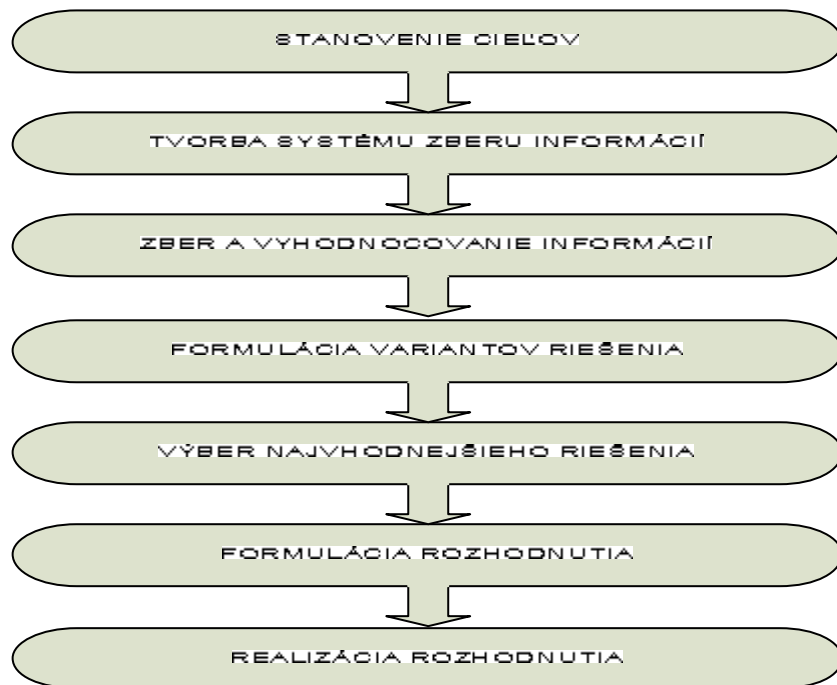 STANOVENIE CIEĽOV
TVORBA SYSTÉMU ZBERU INFORMÁCIÍ
ZBER A VYHODNOCOVANIE INFORMÁCIÍ
FORMULÁCIA VARIANTOV RIEŠENIA
VÝBER NAJVHODNEJŠIEHO RIEŠENIA
FORMULÁCIA ROZHODNUTIA
REALIZÁCIA ROZHODNUTIA